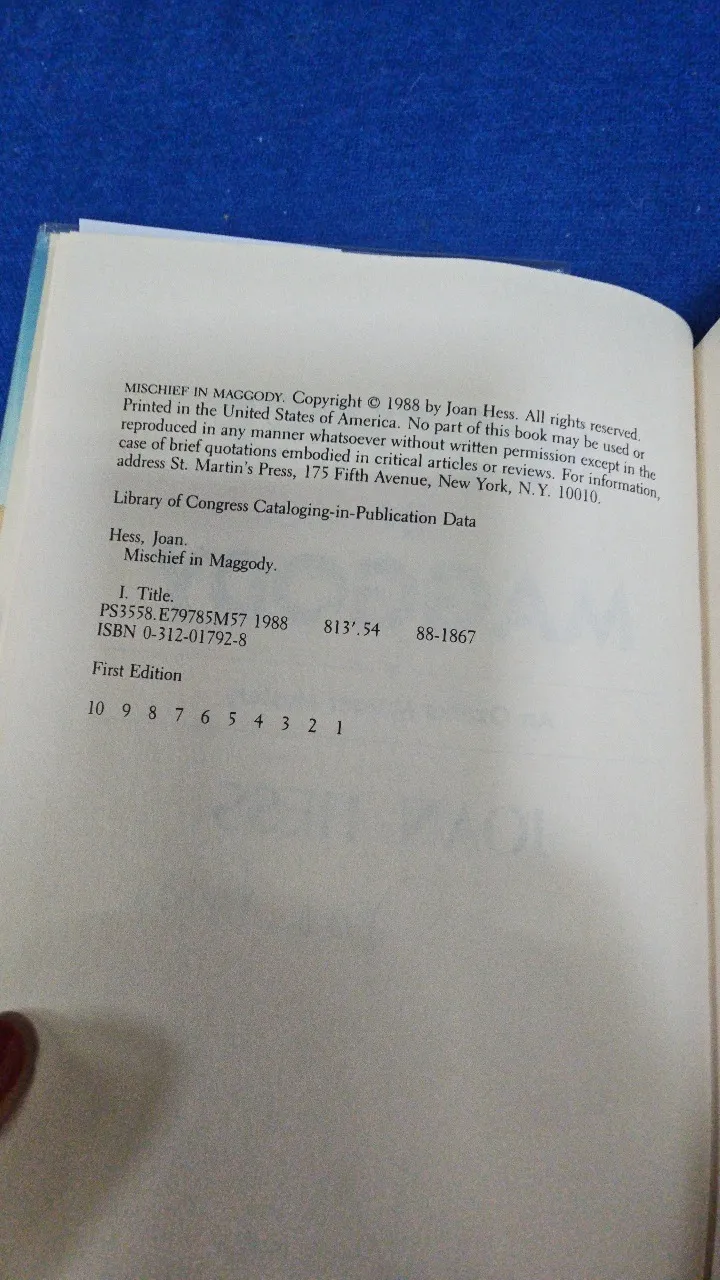 MISCHIEF IN MAGGODY. Copyright © 1988 by Joan Hess. All rights reserved.
Printed in the United States of America. No part of this book may be used or
reproduced in any manner whatsoever without written permission except in the
case of brief quotations embodied in critical articles or reviews. For information,
address St. Martin's Press, 175 Fifth Avenue, New York, N.Y. 10010.
Library of Congress Cataloging-in-Publication Data
Hess, Joan.
Mischief in Maggody.
I. Title.
PS3558.E79785M57 1988 813'.54 88-1867
ISBN 0-312-01792-8
First Edition
10 9 8 7 6 5 4 3 2 1